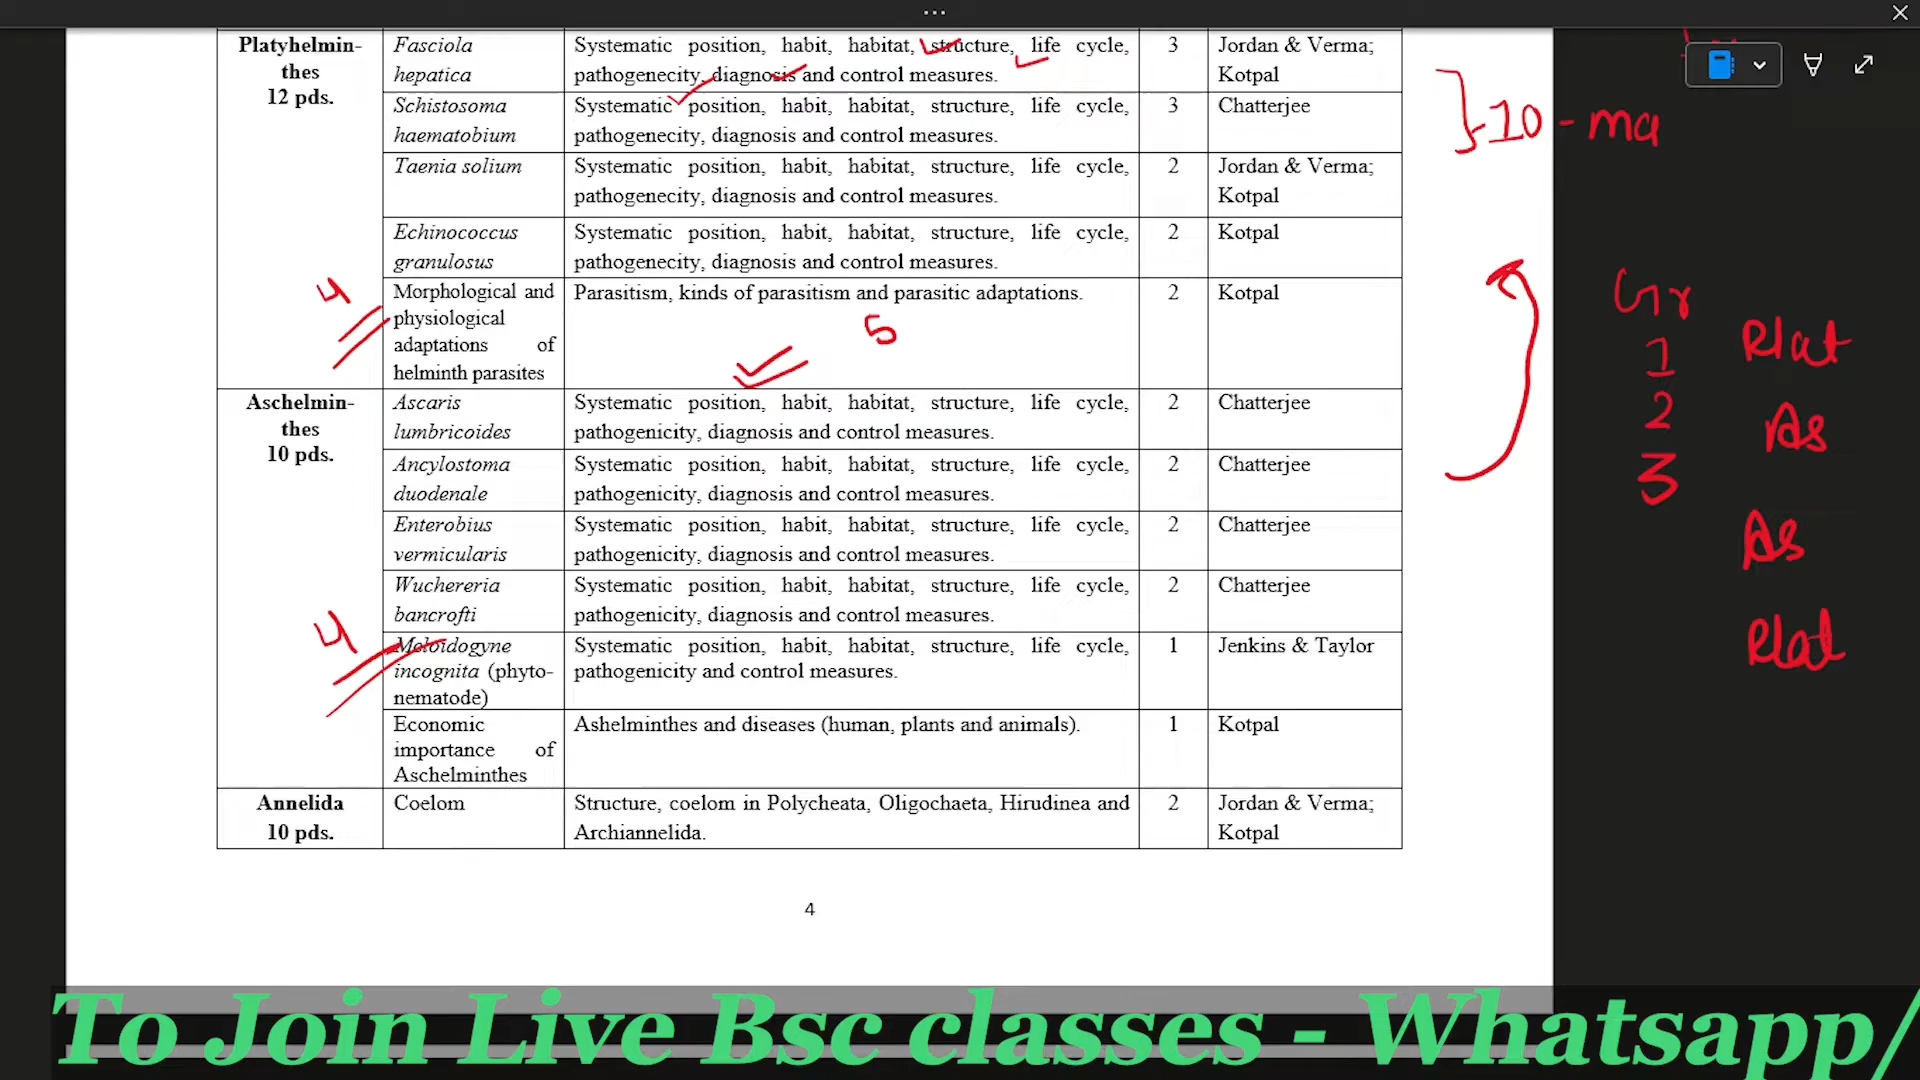 Platyhelmin-
thes
12 pds.
Fasciola
hepatica
Systematic position, habit, habitat, structure, life cycle,
pathogenecity, diagnosis and control measures.
3
Jordan & Verma;
Kotpal
Schistosoma
haematobium
Systematic position, habit, habitat, structure, life cycle,
pathogenecity, diagnosis and control measures.
3
Chatterjee
Taenia solium
Systematic position, habit, habitat, structure, life cycle,
pathogenecity, diagnosis and control measures.
2
Jordan & Verma;
Kotpal
Echinococcus
granulosus
Systematic position, habit, habitat, structure, life cycle,
pathogenecity, diagnosis and control measures.
2
Kotpal
4
Morphological and
physiological
adaptations of
helminth parasites
Parasitism, kinds of parasitism and parasitic adaptations.
5
2
Kotpal
Aschelmin-
thes
10 pds.
Ascaris
lumbricoides
Systematic position, habit, habitat, structure, life cycle,
pathogenicity, diagnosis and control measures.
2
Chatterjee
Ancylostoma
duodenale
Systematic position, habit, habitat, structure, life cycle,
pathogenicity, diagnosis and control measures.
2
Chatterjee
Enterobius
vermicularis
Systematic position, habit, habitat, structure, life cycle,
pathogenicity, diagnosis and control measures.
2
Chatterjee
Wuchereria
bancrofti
Systematic position, habit, habitat, structure, life cycle,
pathogenicity, diagnosis and control measures.
2
Chatterjee
4
Meloidogyne
incognita (phyto-
nematode)
Systematic position, habit, habitat, structure, life cycle,
pathogenicity and control measures.
1
Jenkins & Taylor
Economic
importance of
Aschelminthes
Ashelminthes and diseases (human, plants and animals).
1
Kotpal
Annelida
10 pds.
Coelom
Structure, coelom in Polycheata, Oligochaeta, Hirudinea and
Archiannelida.
2
Jordan & Verma;
Kotpal
4
10 - ma
Gr
1 Plat
2 As
3
As
Plat
To Join Live Bsc classes - Whatsapp/